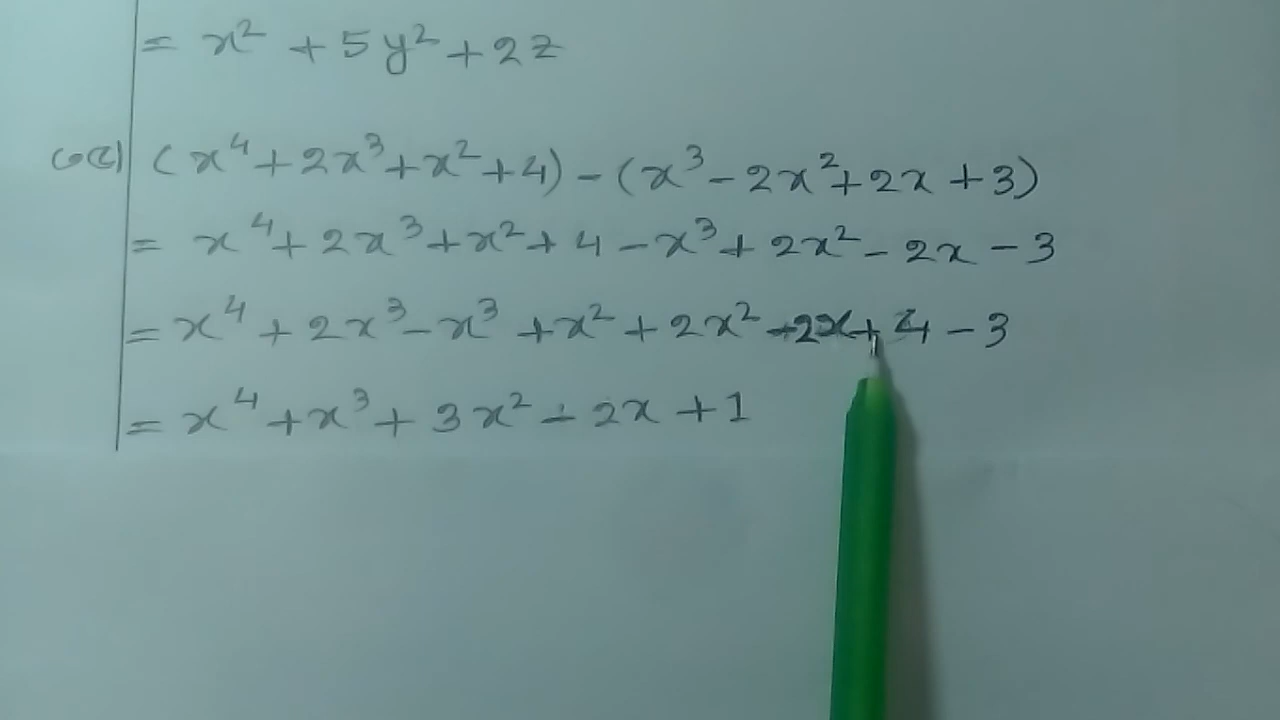 = x² + 5y² + 2z
(x⁴ + 2x³ + x² + 4) - (x³ - 2x² + 2x + 3)
= x⁴ + 2x³ + x² + 4 - x³ + 2x² - 2x - 3
= x⁴ + 2x³ - x³ + x² + 2x² - 2x + 4 - 3
= x⁴ + x³ + 3x² - 2x + 1